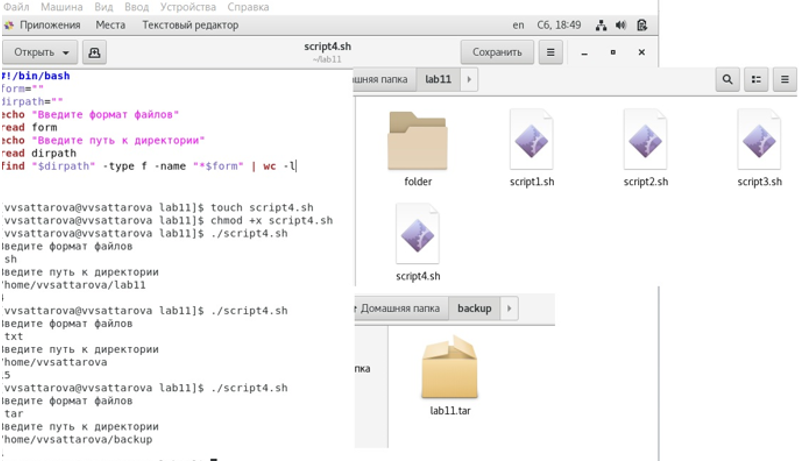 Файл Машина Вид Ввод Устройства Справка
Приложения Места Текстовый редактор en Сб, 18:49
Открыть script4.sh Сохранить
~/lab11
#!/bin/bash
form=""
dirpath=""
echo "Введите формат файлов"
read form
echo "Введите путь к директории"
read dirpath
find "$dirpath" -type f -name "*$form" | wc -l
vvsattarova@vvsattarova lab11]$ touch script4.sh
vvsattarova@vvsattarova lab11]$ chmod +x script4.sh
vvsattarova@vvsattarova lab11]$ ./script4.sh
Введите формат файлов
sh
Введите путь к директории
/home/vvsattarova/lab11
vvsattarova@vvsattarova lab11]$ ./script4.sh
Введите формат файлов
txt
Введите путь к директории
/home/vvsattarova
5
vvsattarova@vvsattarova lab11]$ ./script4.sh
Введите формат файлов
tar
Введите путь к директории
/home/vvsattarova/backup
ашняя папка lab11
folder
script1.sh
script2.sh
script3.sh
script4.sh
Домашняя папка backup
пка
lab11.tar